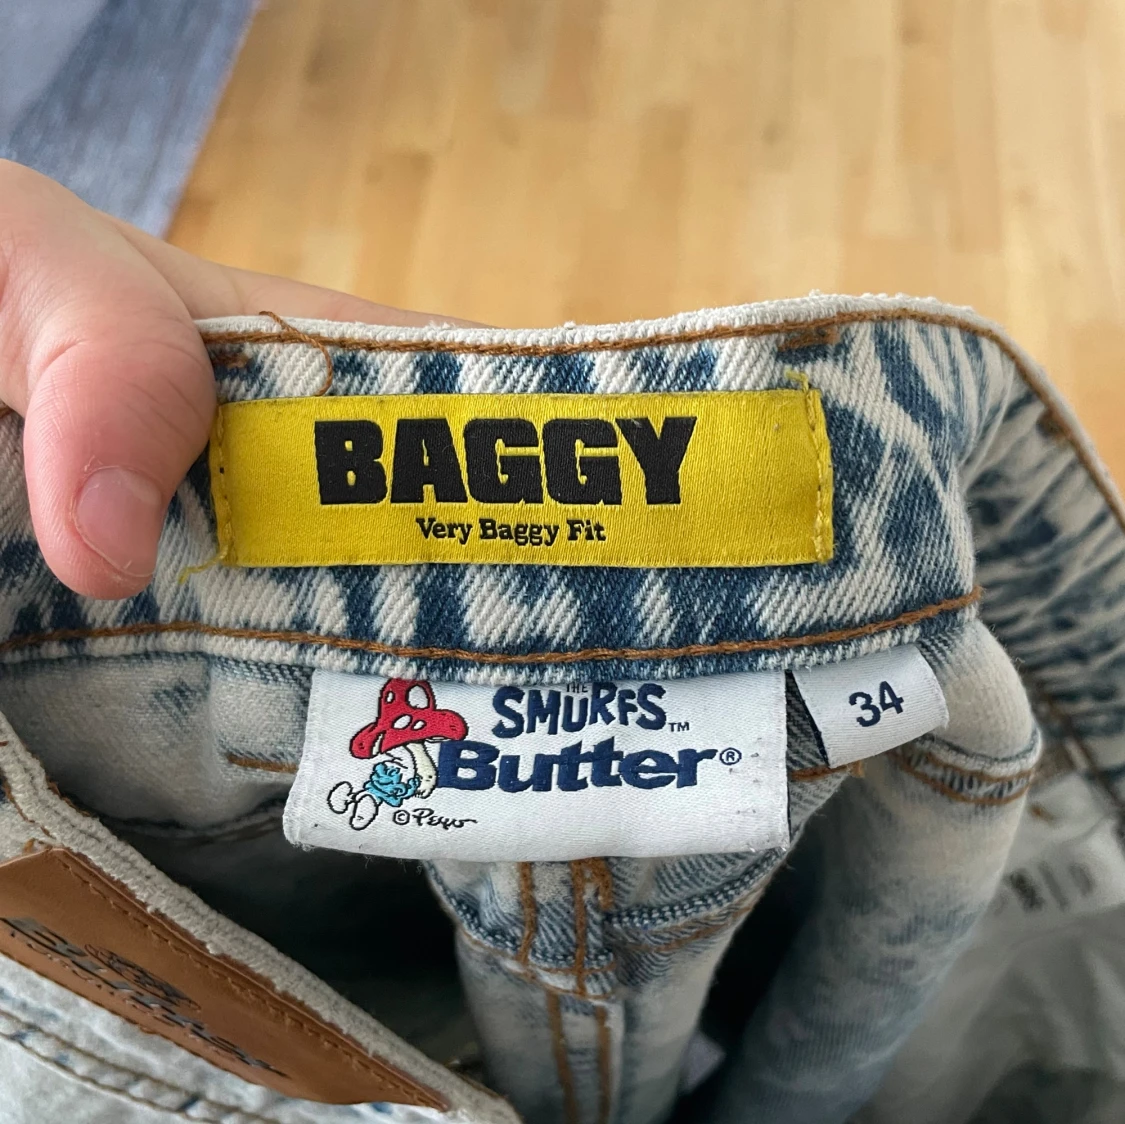 BAGGY
Very Baggy Fit
THE
SMURFS™
Butter®
©Peyo
34